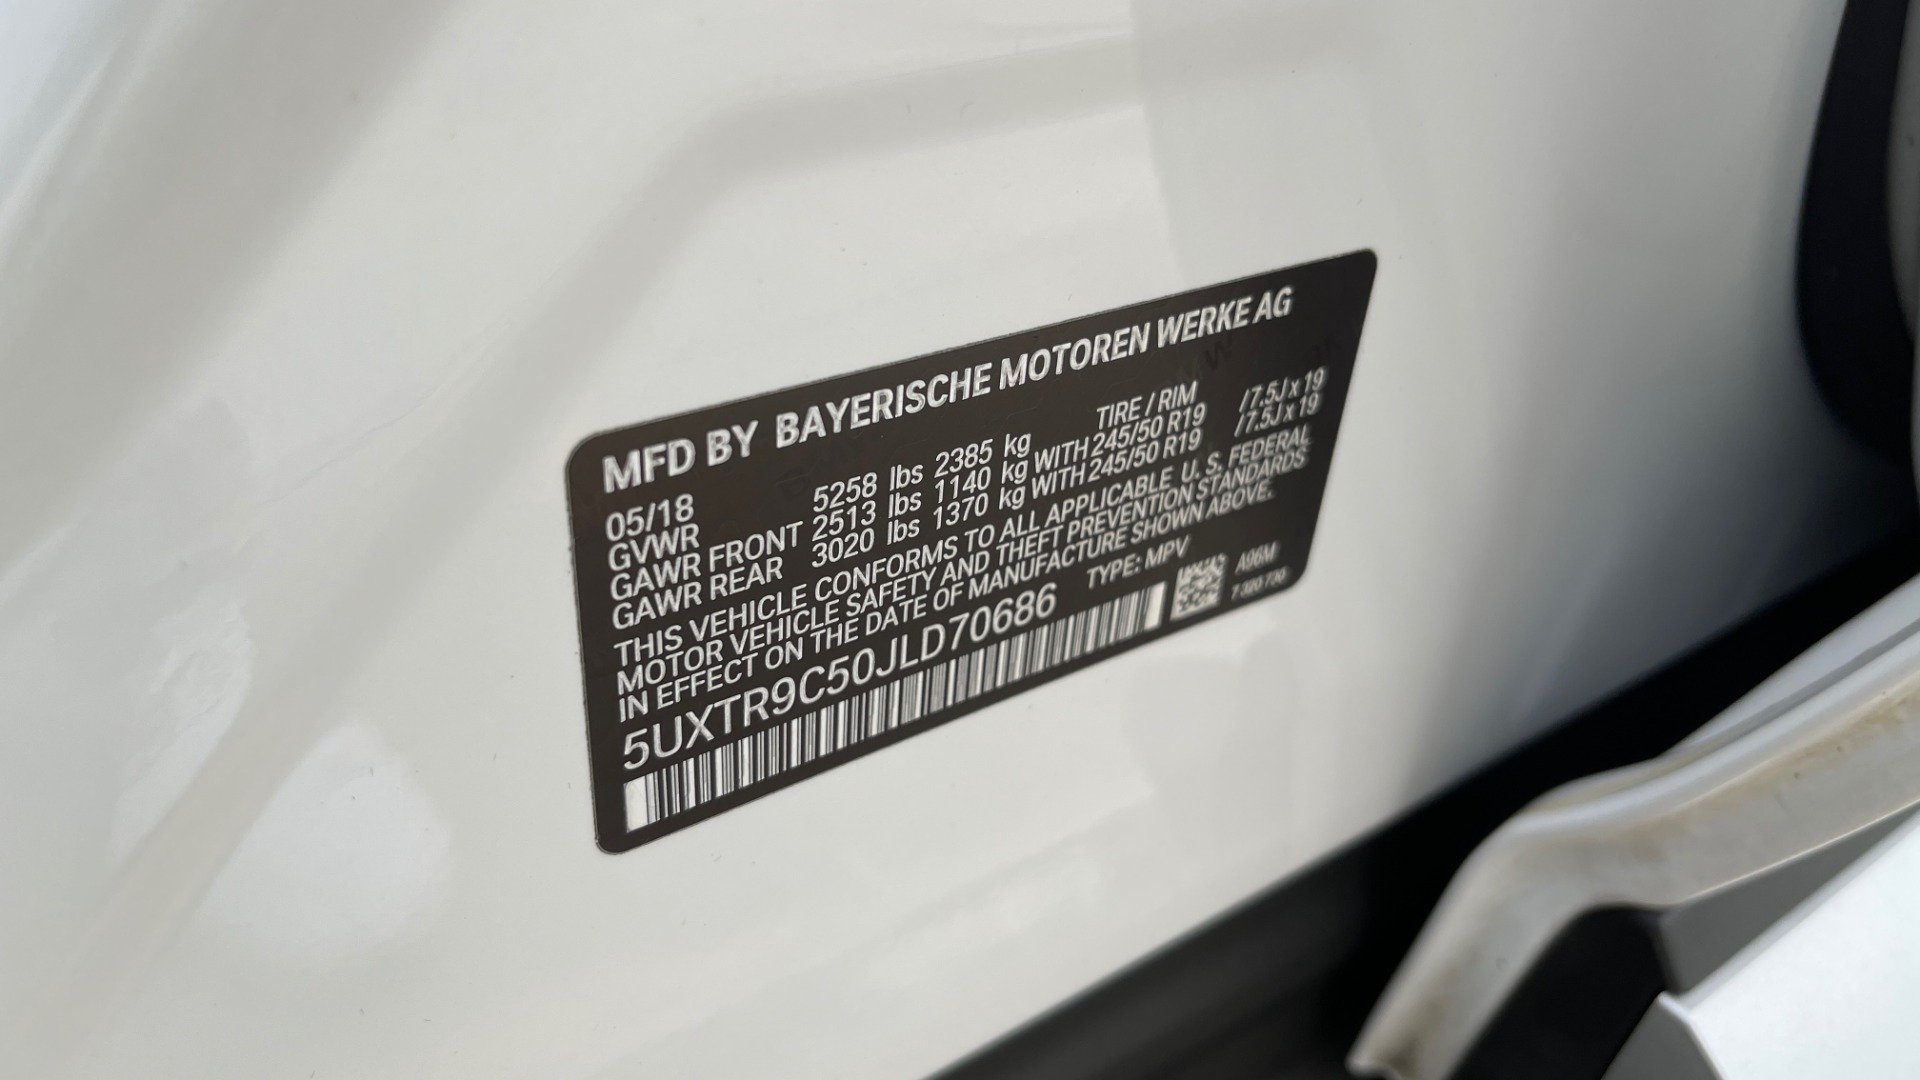 MFD BY BAYERISCHE MOTOREN WERKE AG
05/18 TIRE / RIM
GVWR 5258 lbs 2385 kg
GAWR FRONT 2513 lbs 1140 kg WITH 245/50 R19 /7.5J x 19
GAWR REAR 3020 lbs 1370 kg WITH 245/50 R19 /7.5J x 19
THIS VEHICLE CONFORMS TO ALL APPLICABLE U. S. FEDERAL
MOTOR VEHICLE SAFETY AND THEFT PREVENTION STANDARDS
IN EFFECT ON THE DATE OF MANUFACTURE SHOWN ABOVE.
5UXTR9C50JLD70686 TYPE: MPV
A96M